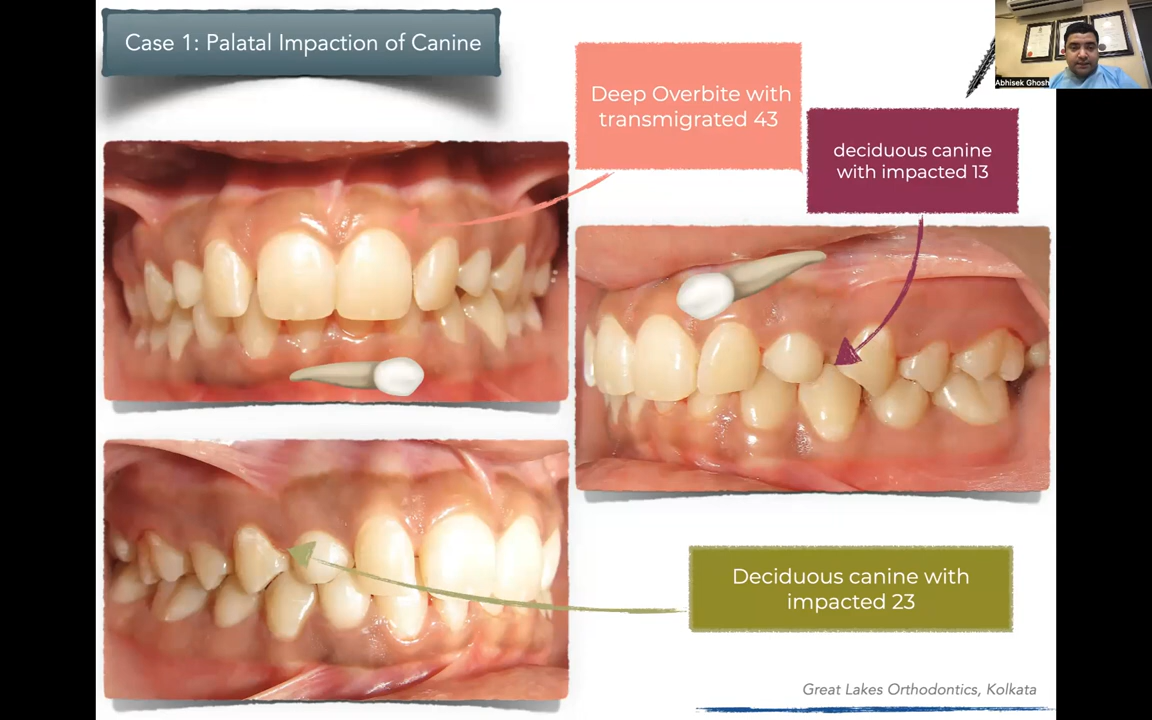 Case 1: Palatal Impaction of Canine
Deep Overbite with
transmigrated 43
Abhisek Ghosh
deciduous canine
with impacted 13
Deciduous canine with
impacted 23
Great Lakes Orthodontics, Kolkata